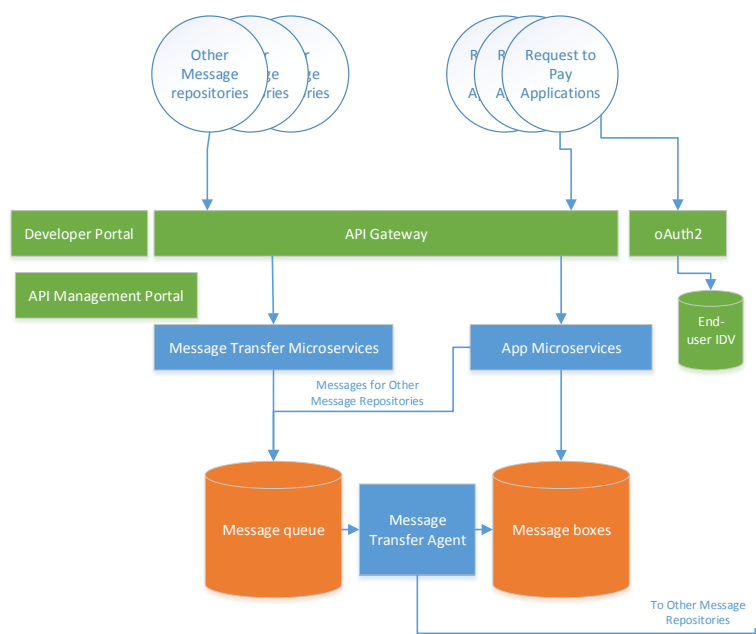 Other
Message
repositories
Request to
Pay
Applications
Developer Portal
API Gateway
oAuth2
API Management Portal
End-
user IDV
Message Transfer Microservices
App Microservices
Messages for Other
Message Repositories
Message queue
Message
Transfer Agent
Message boxes
To Other Message
Repositories